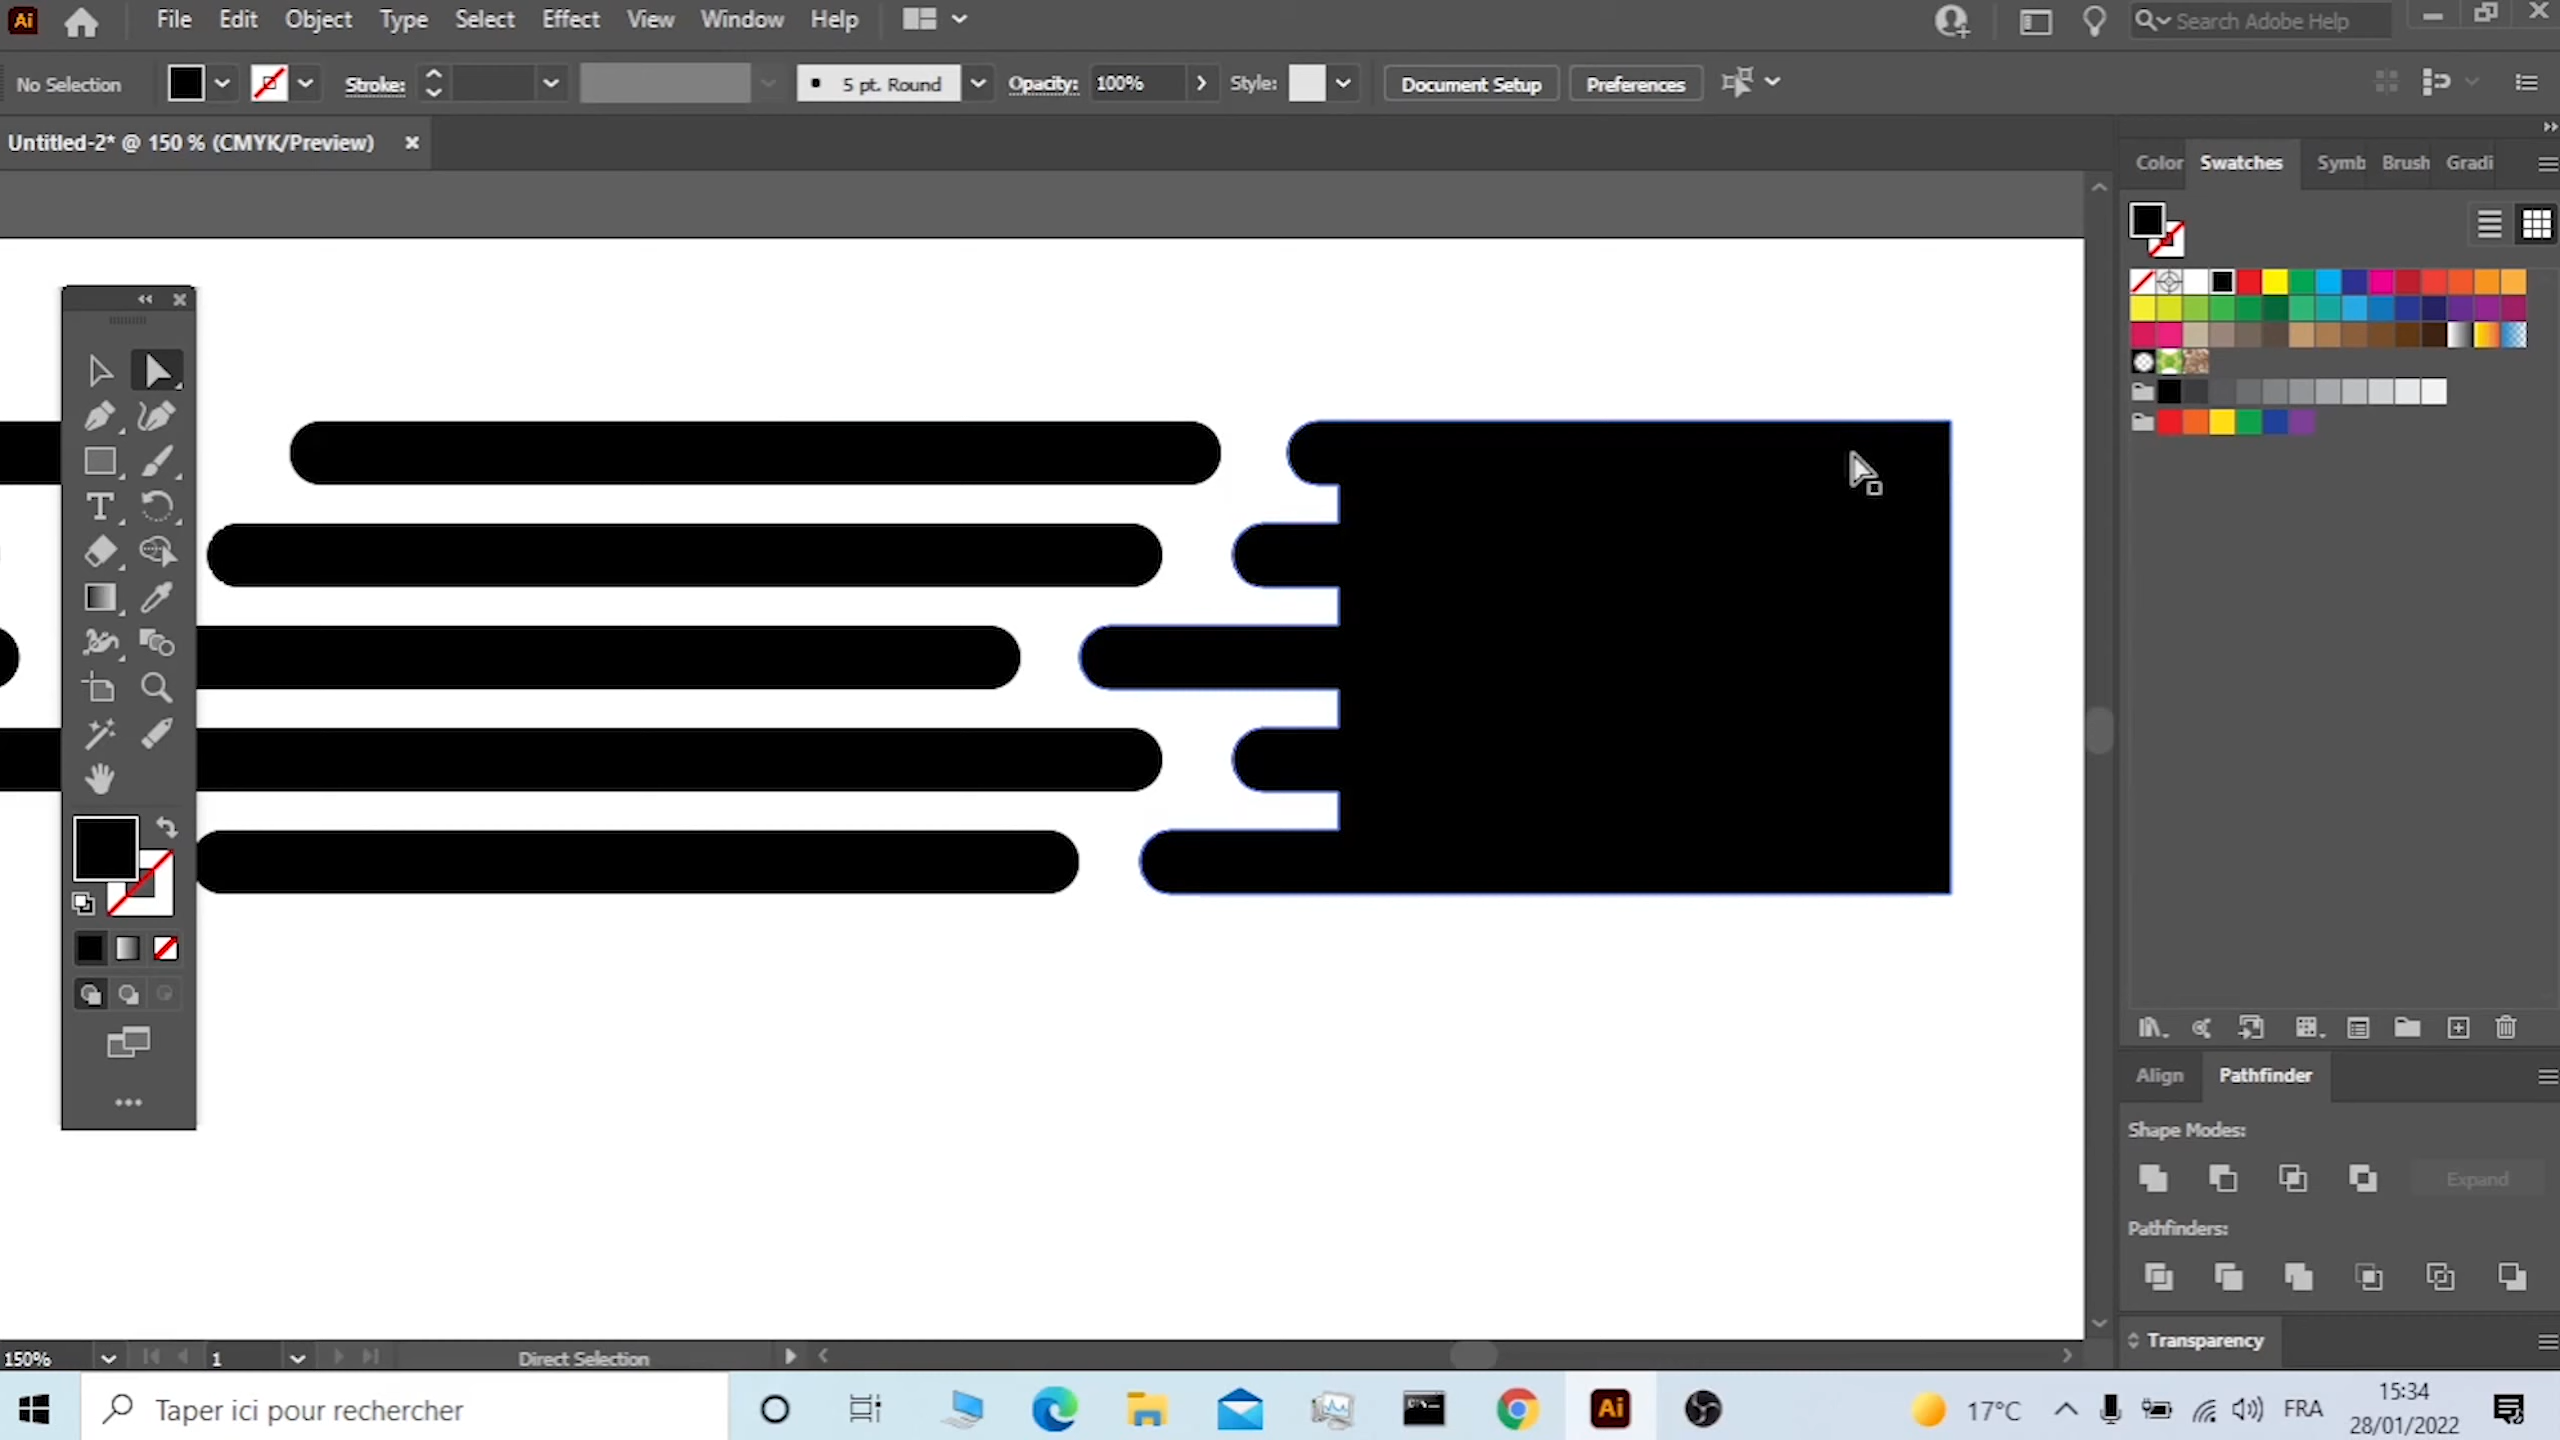 Ai File Edit Object Type Select Effect View Window Help Search Adobe Help
No Selection Stroke: 5 pt. Round Opacity: 100% Style: Document Setup Preferences
Untitled-2* @ 150 % (CMYK/Preview)
Color Swatches Symb Brush Gradi
Align Pathfinder
Shape Modes:
Expand
Pathfinders:
Transparency
150% 1 Direct Selection
Taper ici pour rechercher Ai 17°C FRA 15:34
28/01/2022